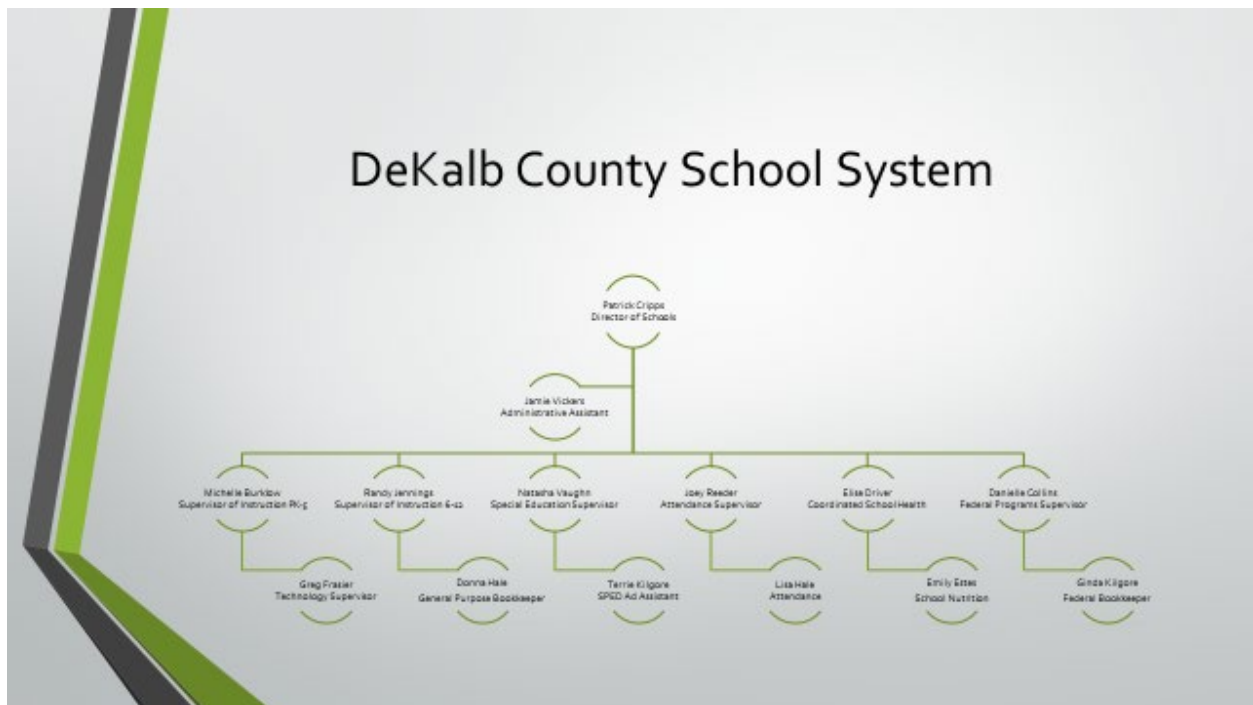 DeKalb County School System
Patrick Cripps
Director of Schools
Jamie Vickers
Administrative Assistant
Michelle Burklow
Supervisor of Instruction PK-5
Randy Jennings
Supervisor of Instruction 6-12
Natasha Vaughn
Special Education Supervisor
Joey Reeder
Attendance Supervisor
Elise Driver
Coordinated School Health
Danielle Collins
Federal Programs Supervisor
Greg Frasier
Technology Supervisor
Donna Hale
General Purpose Bookkeeper
Terrie Kilgore
SPED Ad Assistant
Lisa Hale
Attendance
Emily Estes
School Nutrition
Ginda Kilgore
Federal Bookkeeper